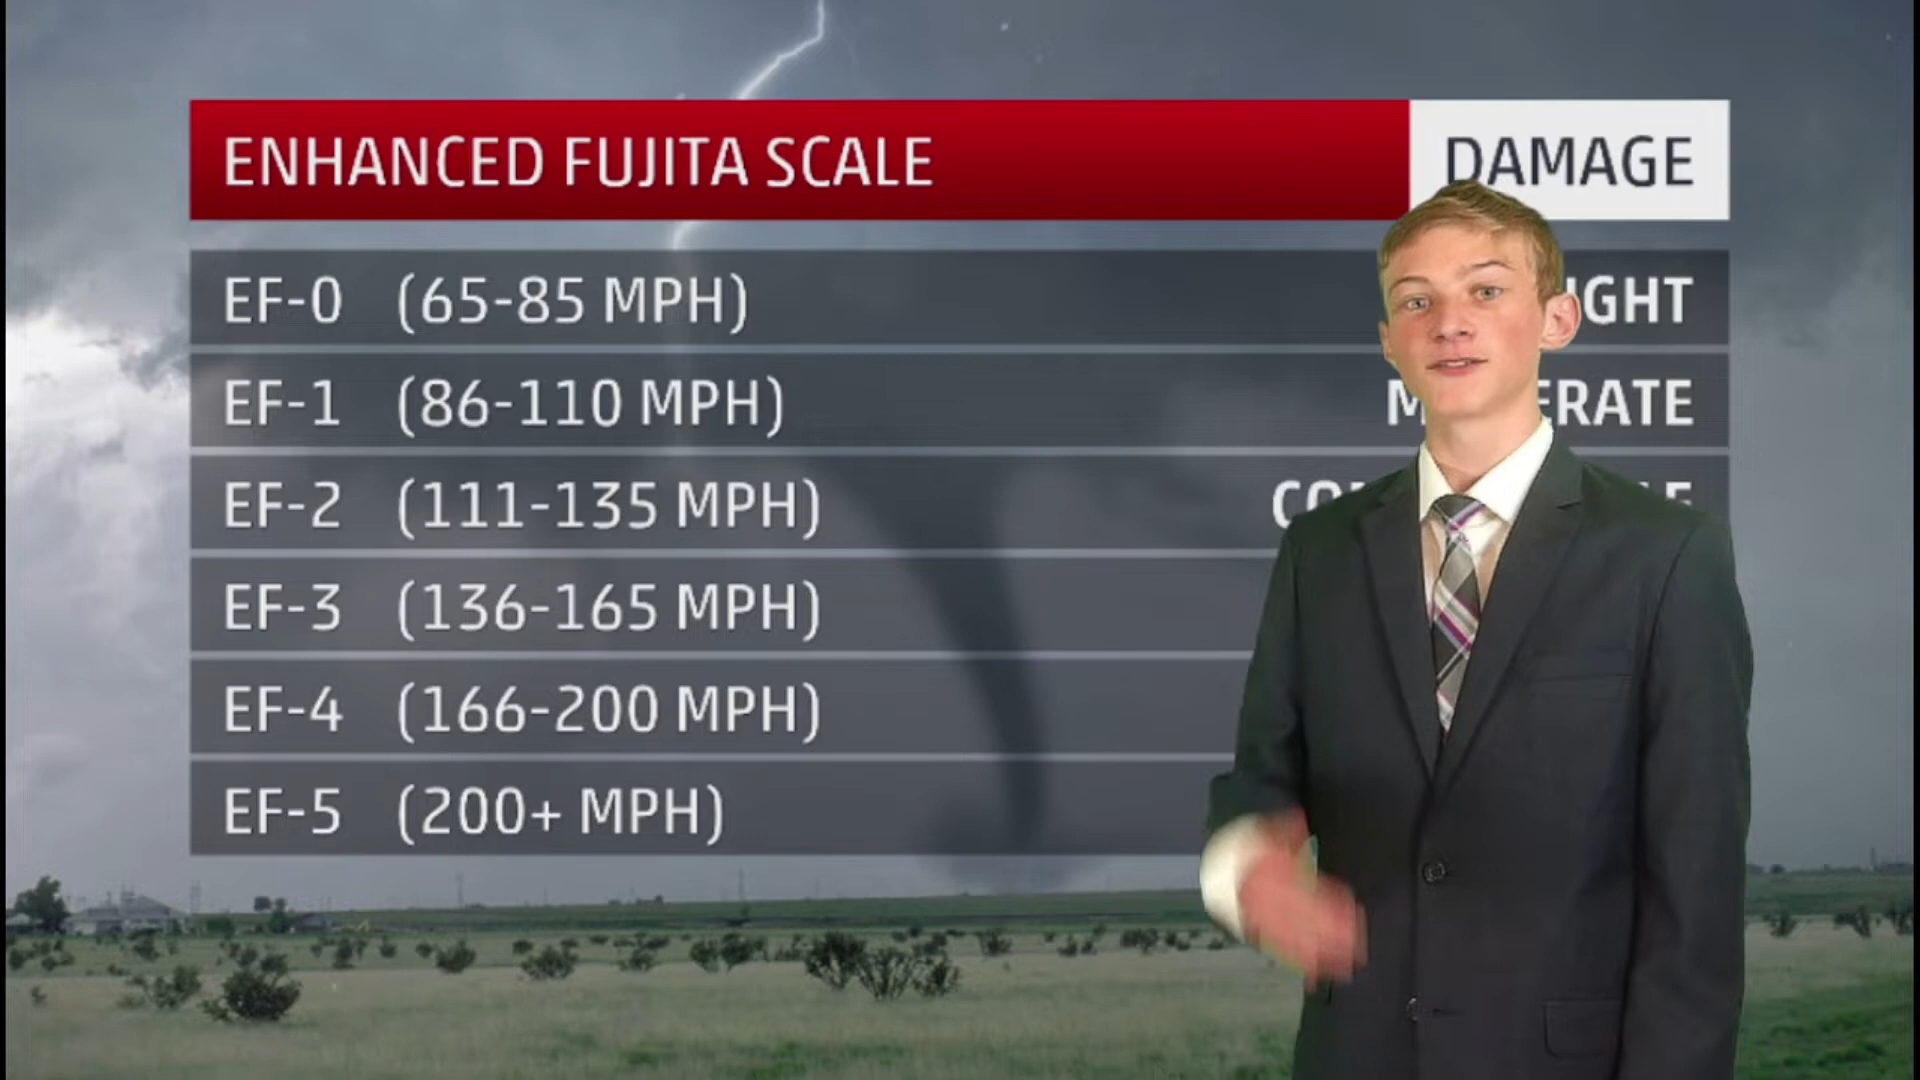 ENHANCED FUJITA SCALE DAMAGE
EF-0 (65-85 MPH)
EF-1 (86-110 MPH)
EF-2 (111-135 MPH)
EF-3 (136-165 MPH)
EF-4 (166-200 MPH)
EF-5 (200+ MPH)